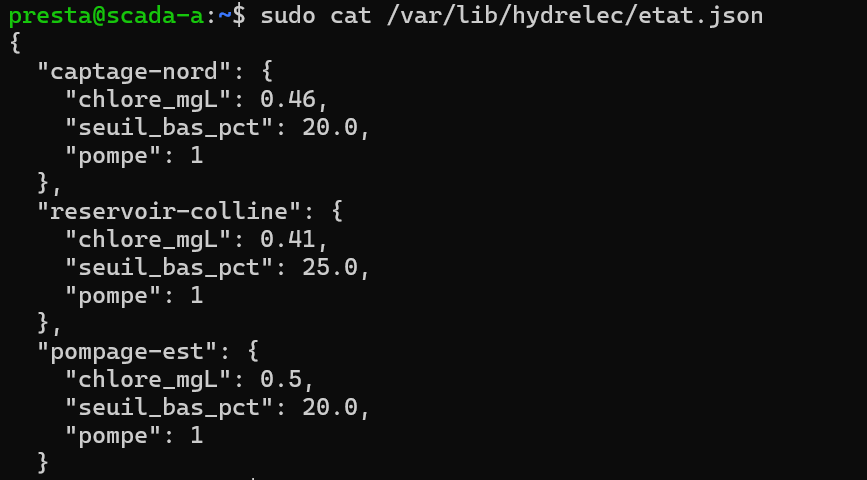 presta@scada-a:~$ sudo cat /var/lib/hydrelec/etat.json
{
  "captage-nord": {
    "chlore_mgL": 0.46,
    "seuil_bas_pct": 20.0,
    "pompe": 1
  },
  "reservoir-colline": {
    "chlore_mgL": 0.41,
    "seuil_bas_pct": 25.0,
    "pompe": 1
  },
  "pompage-est": {
    "chlore_mgL": 0.5,
    "seuil_bas_pct": 20.0,
    "pompe": 1
  }